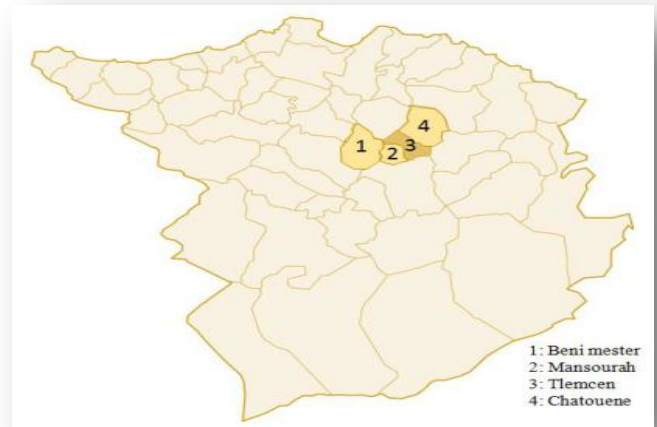 4
1
3
2
1: Beni mester
2: Mansourah
3: Tlemcen
4: Chatouene